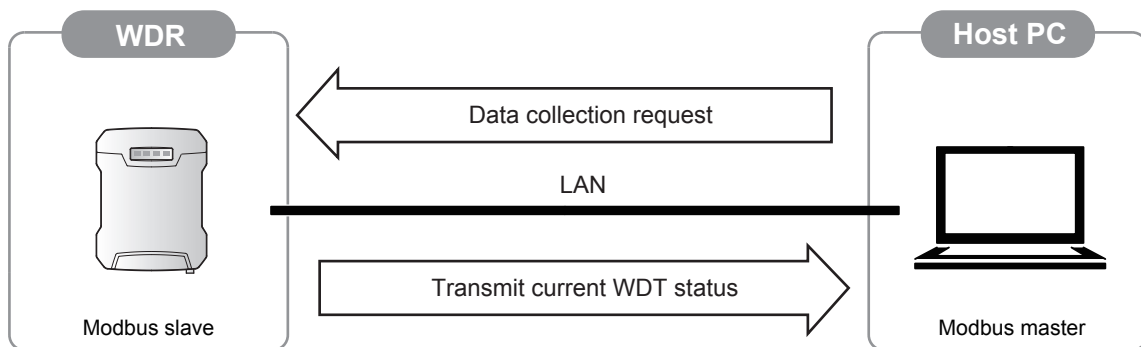 WDR
Host PC
Data collection request
LAN
Transmit current WDT status
Modbus slave
Modbus master